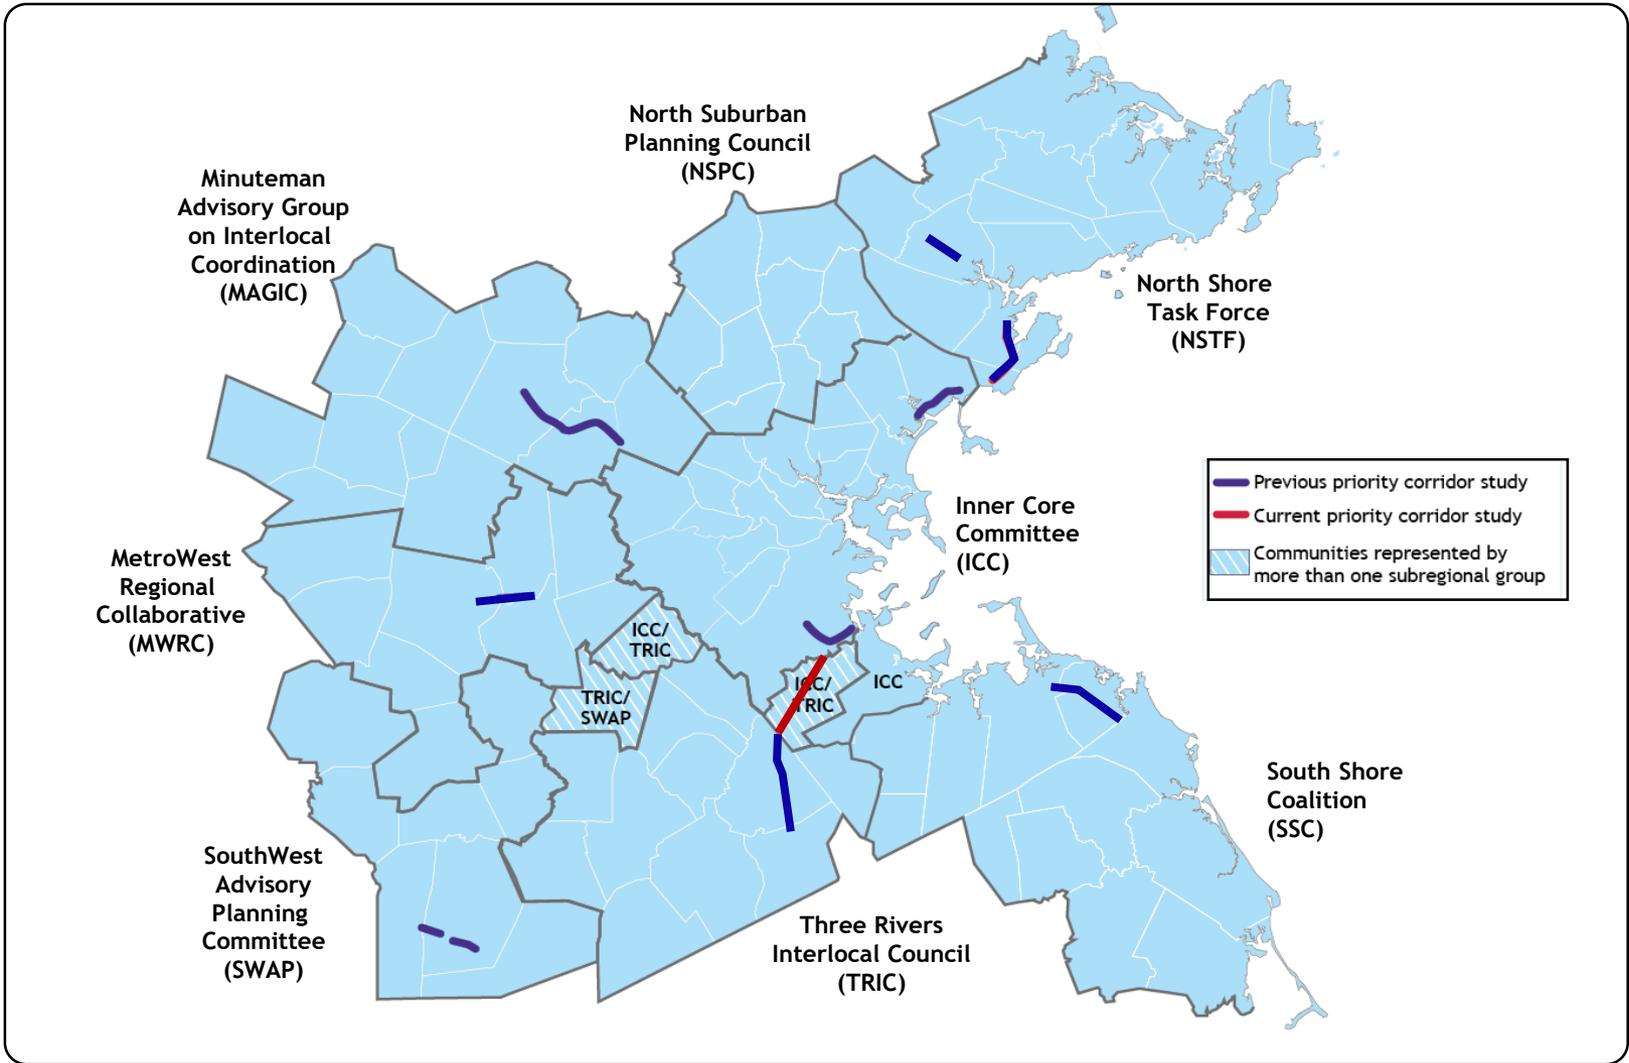 North Suburban
Planning Council
(NSPC)
Minuteman
Advisory Group
on Interlocal
Coordination
(MAGIC)
North Shore
Task Force
(NSTF)
Previous priority corridor study
Current priority corridor study
Communities represented by
more than one subregional group
Inner Core
Committee
(ICC)
MetroWest
Regional
Collaborative
(MWRC)
ICC/
TRIC
TRIC/
SWAP
ICC/
TRIC
ICC
South Shore
Coalition
(SSC)
SouthWest
Advisory
Planning
Committee
(SWAP)
Three Rivers
Interlocal Council
(TRIC)